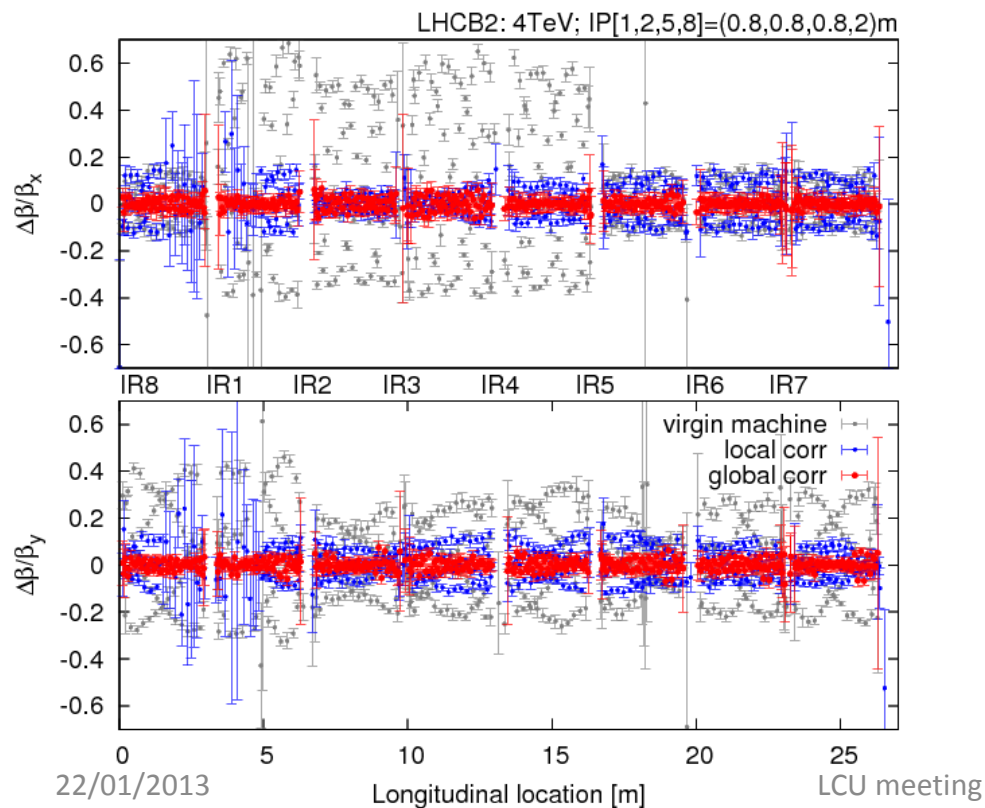 LHCB2: 4TeV; IP[1,2,5,8]=(0.8,0.8,0.8,2)m
0.6
0.4
0.2
0
-0.2
-0.4
-0.6
Δβ/βx
IR8 IR1 IR2 IR3 IR4 IR5 IR6 IR7
virgin machine
local corr
global corr
0.6
0.4
0.2
0
-0.2
-0.4
-0.6
Δβ/βy
0 5 10 15 20 25
Longitudinal location [m]
22/01/2013
LCU meeting